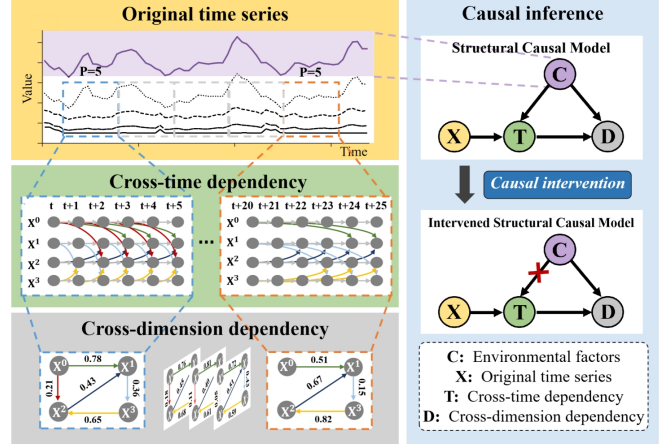 Original time series
P=5
P=5
Value
Time
Cross-time dependency
t t+1 t+2 t+3 t+4 t+5
t+20 t+21 t+22 t+23 t+24 t+25
X⁰
X¹
X²
X³
...
X⁰
X¹
X²
X³
Cross-dimension dependency
X⁰ 0.78 X¹
0.21 0.43 0.36
X² 0.65 X³
X⁰ 0.51 X¹
0.67 0.15
X² 0.82 X³
Causal inference
Structural Causal Model
C
X T D
Causal intervention
Intervened Structural Causal Model
C
X T D
C: Environmental factors
X: Original time series
T: Cross-time dependency
D: Cross-dimension dependency